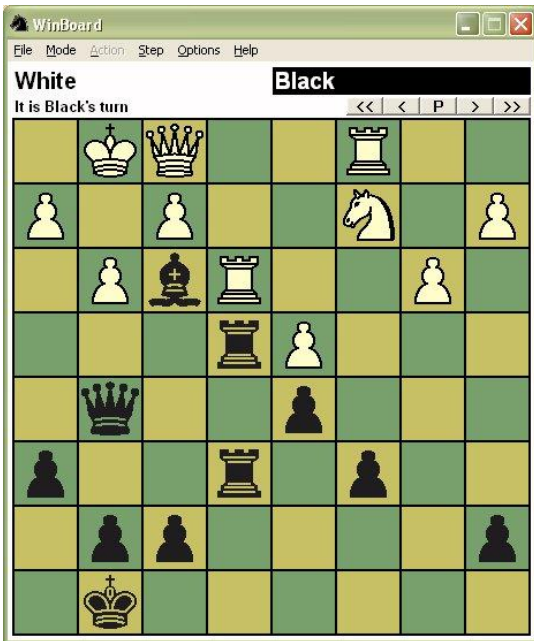 WinBoard
File Mode Action Step Options Help
White Black
It is Black's turn << < P > >>